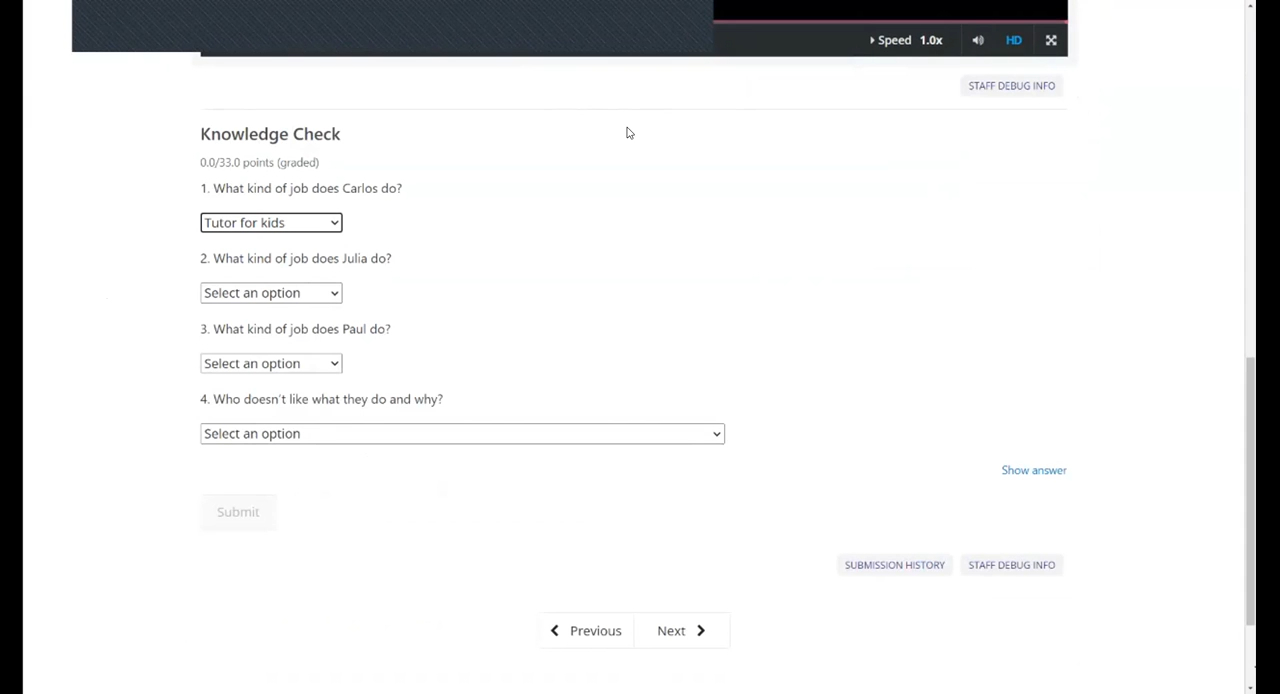 Speed 1.0x HD
STAFF DEBUG INFO
Knowledge Check
0.0/33.0 points (graded)
1. What kind of job does Carlos do?
Tutor for kids
2. What kind of job does Julia do?
Select an option
3. What kind of job does Paul do?
Select an option
4. Who doesn't like what they do and why?
Select an option
Show answer
Submit
SUBMISSION HISTORY STAFF DEBUG INFO
Previous Next